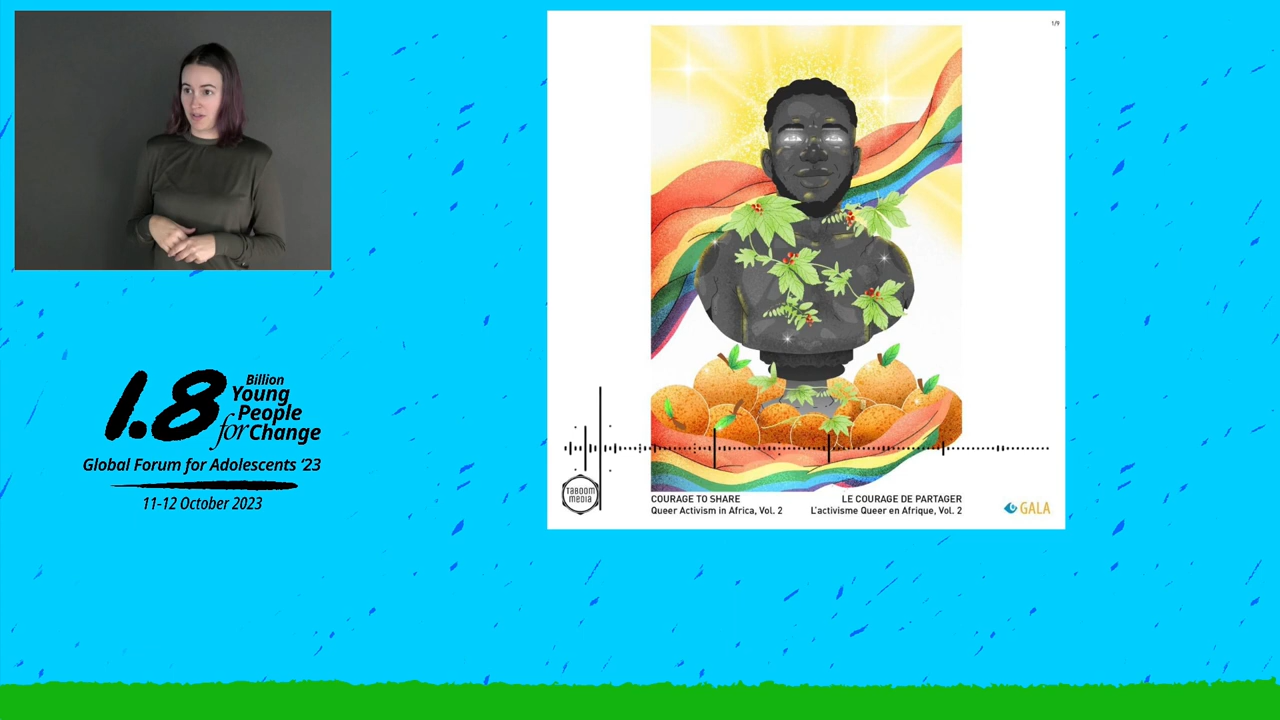 1.8
Billion
Young
People
for Change
Global Forum for Adolescents ‘23
11-12 October 2023
1/9
TABOOM
MEDIA
COURAGE TO SHARE
Queer Activism in Africa, Vol. 2
LE COURAGE DE PARTAGER
L'activisme Queer en Afrique, Vol. 2
GALA